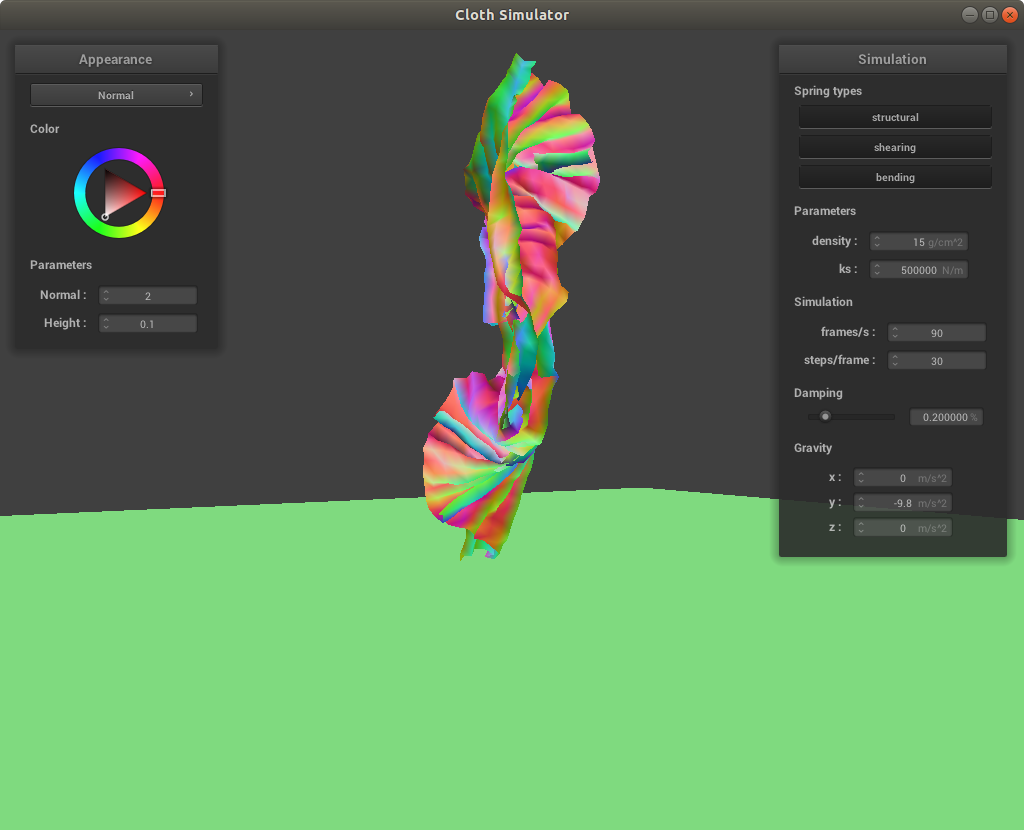 Cloth Simulator
Appearance
Normal
Color
Parameters
Normal : 2
Height : 0.1
Simulation
Spring types
structural
shearing
bending
Parameters
density : 15 g/cm^2
ks : 500000 N/m
Simulation
frames/s : 90
steps/frame : 30
Damping
0.200000 %
Gravity
x : 0 m/s^2
y : -9.8 m/s^2
z : 0 m/s^2